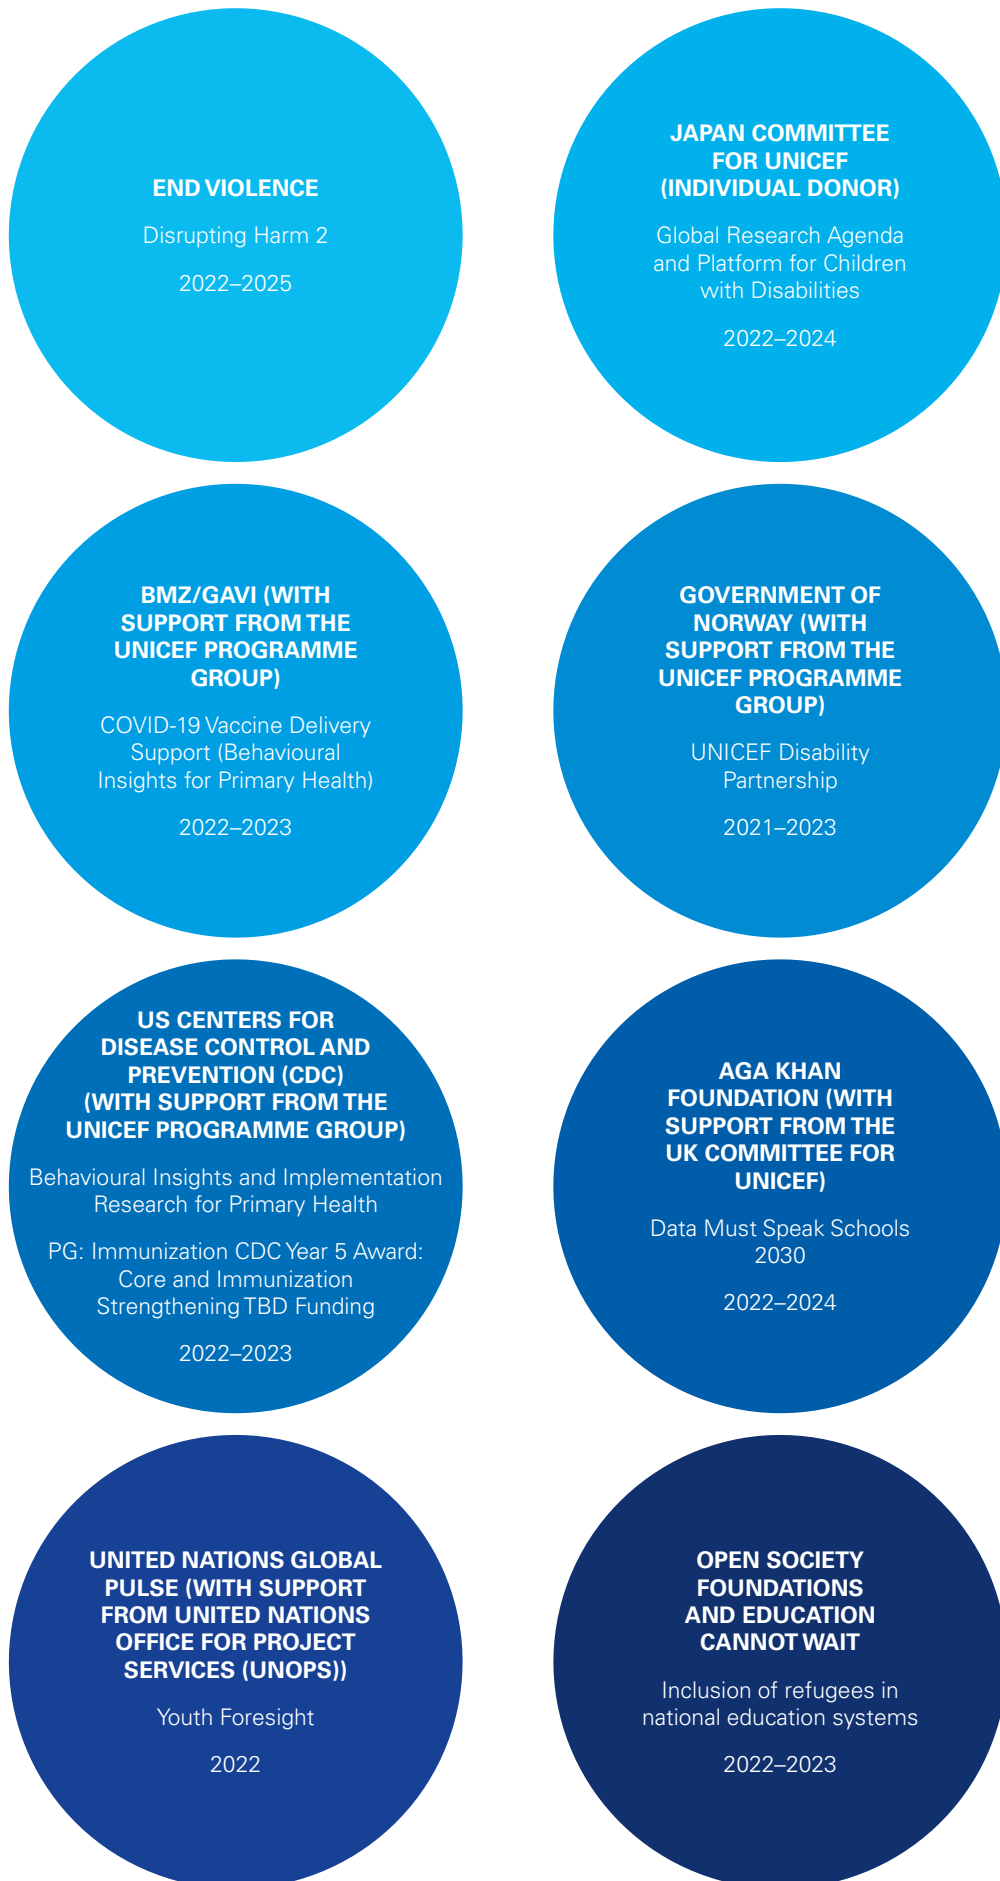 END VIOLENCE
Disrupting Harm 2
2022–2025
JAPAN COMMITTEE
FOR UNICEF
(INDIVIDUAL DONOR)
Global Research Agenda
and Platform for Children
with Disabilities
2022–2024
BMZ/GAVI (WITH
SUPPORT FROM THE
UNICEF PROGRAMME
GROUP)
COVID-19 Vaccine Delivery
Support (Behavioural
Insights for Primary Health)
2022–2023
GOVERNMENT OF
NORWAY (WITH
SUPPORT FROM THE
UNICEF PROGRAMME
GROUP)
UNICEF Disability
Partnership
2021–2023
US CENTERS FOR
DISEASE CONTROL AND
PREVENTION (CDC)
(WITH SUPPORT FROM THE
UNICEF PROGRAMME GROUP)
Behavioural Insights and Implementation
Research for Primary Health
PG: Immunization CDC Year 5 Award:
Core and Immunization
Strengthening TBD Funding
2022–2023
AGA KHAN
FOUNDATION (WITH
SUPPORT FROM THE
UK COMMITTEE FOR
UNICEF)
Data Must Speak Schools
2030
2022–2024
UNITED NATIONS GLOBAL
PULSE (WITH SUPPORT
FROM UNITED NATIONS
OFFICE FOR PROJECT
SERVICES (UNOPS))
Youth Foresight
2022
OPEN SOCIETY
FOUNDATIONS
AND EDUCATION
CANNOT WAIT
Inclusion of refugees in
national education systems
2022–2023